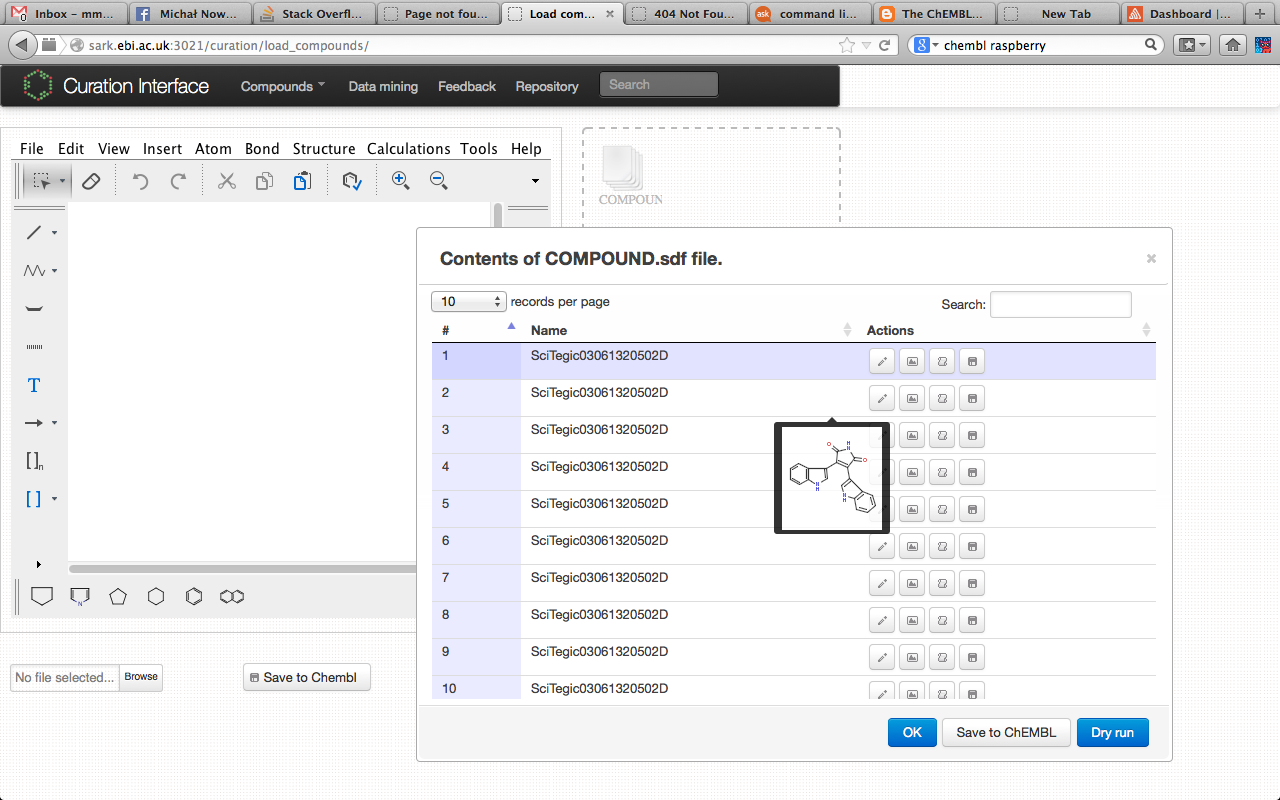 Inbox – mm...
Michał Now...
Stack Overfl...
Page not fou...
Load com...
404 Not Fou...
command li...
The ChEMBL...
New Tab
Dashboard |...
sark.ebi.ac.uk:3021/curation/load_compounds/
chembl raspberry
Curation Interface
Compounds
Data mining
Feedback
Repository
Search
File Edit View Insert Atom Bond Structure Calculations Tools Help
COMPOUN
Contents of COMPOUND.sdf file.
10 records per page
Search:
# Name Actions
1 SciTegic03061320502D
2 SciTegic03061320502D
3 SciTegic03061320502D
4 SciTegic03061320502D
5 SciTegic03061320502D
6 SciTegic03061320502D
7 SciTegic03061320502D
8 SciTegic03061320502D
9 SciTegic03061320502D
10 SciTegic03061320502D
No file selected... Browse
Save to Chembl
OK
Save to ChEMBL
Dry run